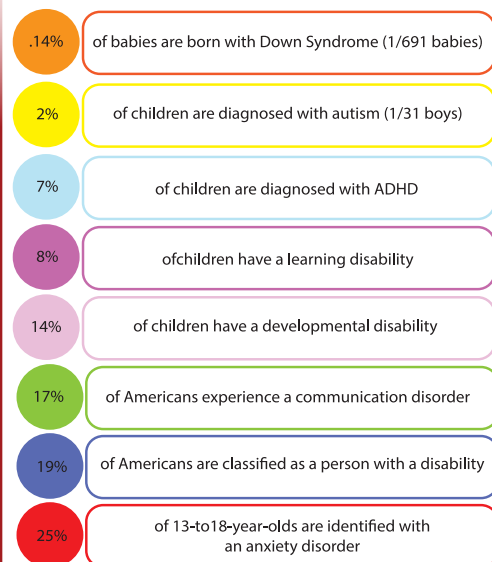 .14% of babies are born with Down Syndrome (1/691 babies)
2% of children are diagnosed with autism (1/31 boys)
7% of children are diagnosed with ADHD
8% ofchildren have a learning disability
14% of children have a developmental disability
17% of Americans experience a communication disorder
19% of Americans are classified as a person with a disability
25% of 13-to18-year-olds are identified with
an anxiety disorder